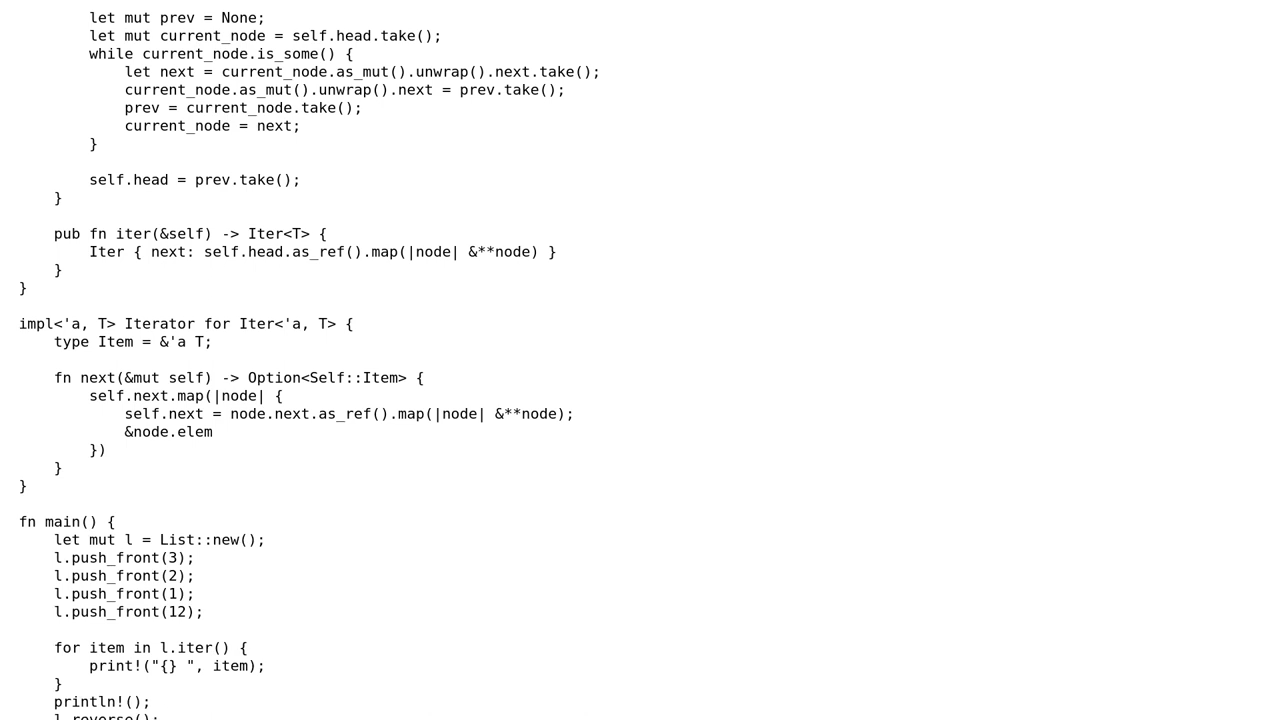 let mut prev = None;
let mut current_node = self.head.take();
while current_node.is_some() {
let next = current_node.as_mut().unwrap().next.take();
current_node.as_mut().unwrap().next = prev.take();
prev = current_node.take();
current_node = next;
}
self.head = prev.take();
}
pub fn iter(&self) -> Iter<T> {
Iter { next: self.head.as_ref().map(|node| &**node) }
}
}
impl<'a, T> Iterator for Iter<'a, T> {
type Item = &'a T;
fn next(&mut self) -> Option<Self::Item> {
self.next.map(|node| {
self.next = node.next.as_ref().map(|node| &**node);
&node.elem
})
}
}
fn main() {
let mut l = List::new();
l.push_front(3);
l.push_front(2);
l.push_front(1);
l.push_front(12);
for item in l.iter() {
print!("{} ", item);
}
println!();
l.reverse();